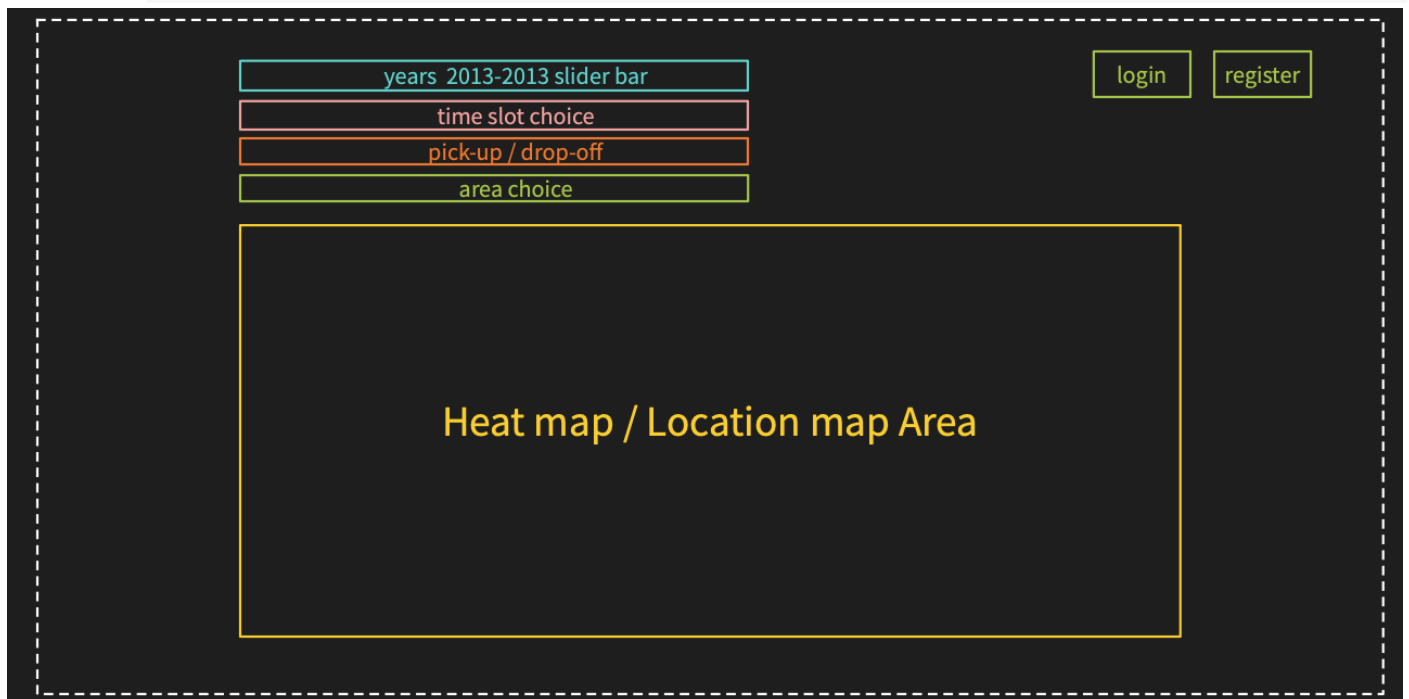 years 2013-2013 slider bar
login
register
time slot choice
pick-up / drop-off
area choice
Heat map / Location map Area